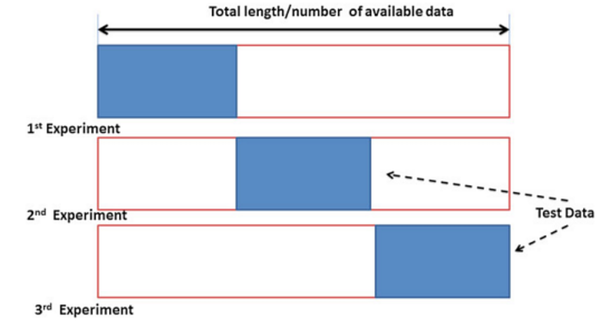 Total length/number of available data
1st Experiment
2nd Experiment
Test Data
3rd Experiment